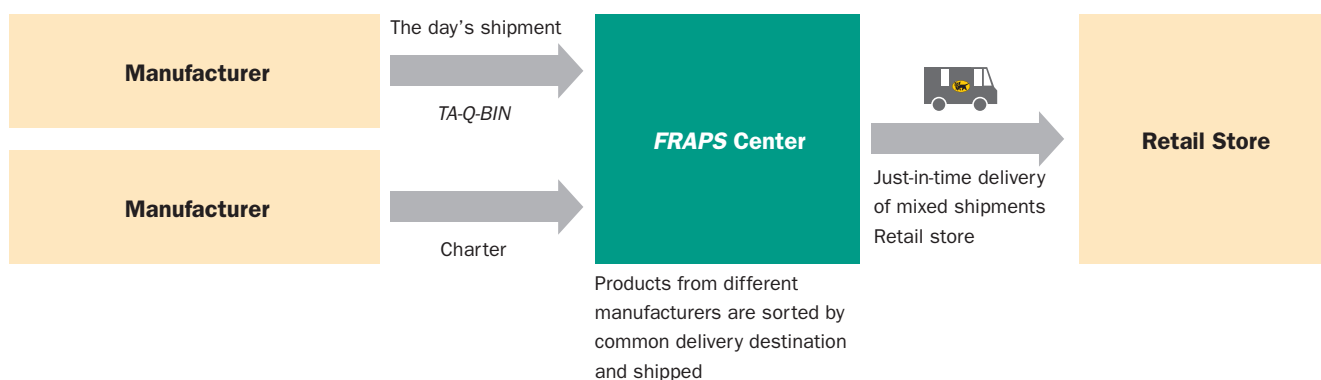 The day's shipment
Manufacturer
TA-Q-BIN
Manufacturer
Charter
FRAPS Center
Products from different
manufacturers are sorted by
common delivery destination
and shipped
Just-in-time delivery
of mixed shipments
Retail store
Retail Store